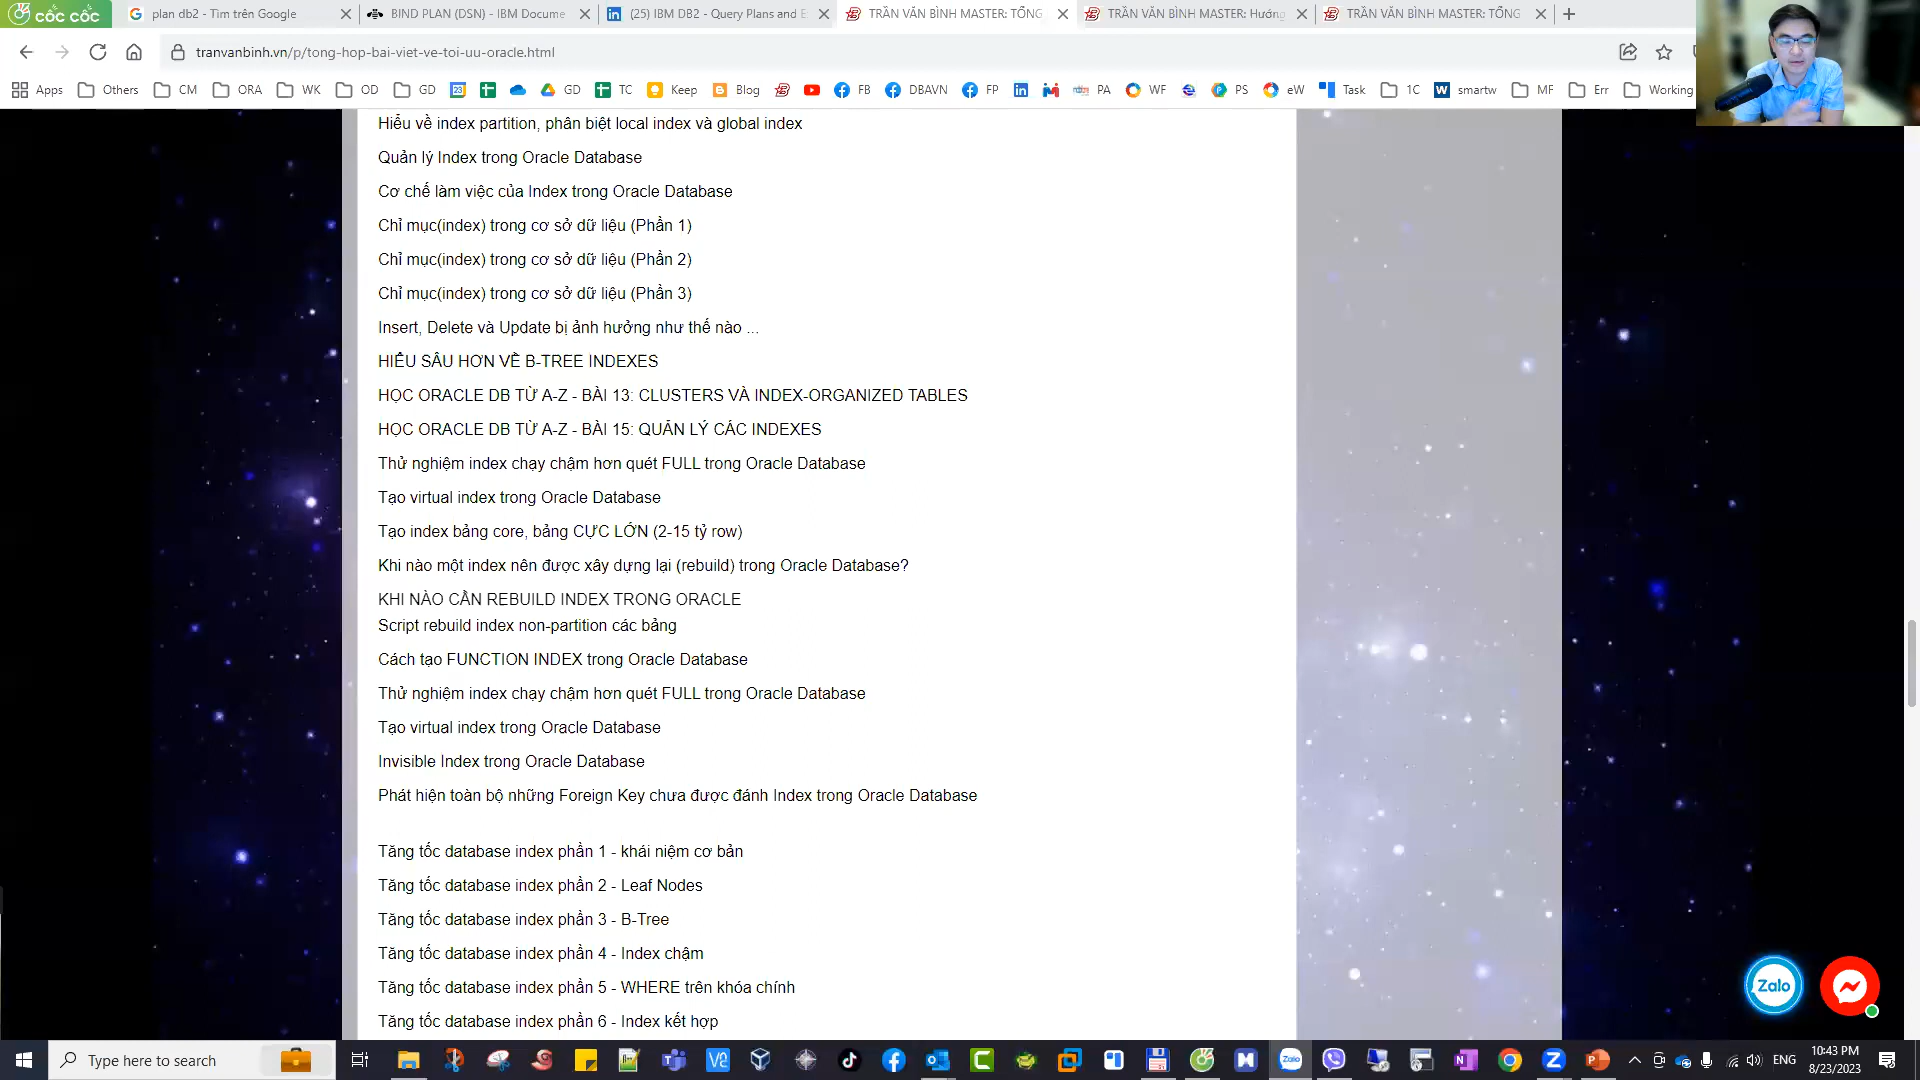 cốc cốc
plan db2 - Tìm trên Google
BIND PLAN (DSN) - IBM Docume
(25) IBM DB2 - Query Plans and E
TRẦN VĂN BÌNH MASTER: TỔNG
TRẦN VĂN BÌNH MASTER: Hướng
TRẦN VĂN BÌNH MASTER: TỔNG
tranvanbinh.vn/p/tong-hop-bai-viet-ve-toi-uu-oracle.html
Apps Others CM ORA WK OD GD 23 GD TC Keep Blog FB DBAVN FP PA WF PS eW Task 1C smartw MF Err Working
Hiểu về index partition, phân biệt local index và global index
Quản lý Index trong Oracle Database
Cơ chế làm việc của Index trong Oracle Database
Chỉ mục(index) trong cơ sở dữ liệu (Phần 1)
Chỉ mục(index) trong cơ sở dữ liệu (Phần 2)
Chỉ mục(index) trong cơ sở dữ liệu (Phần 3)
Insert, Delete và Update bị ảnh hưởng như thế nào ...
HIỂU SÂU HƠN VỀ B-TREE INDEXES
HỌC ORACLE DB TỪ A-Z - BÀI 13: CLUSTERS VÀ INDEX-ORGANIZED TABLES
HỌC ORACLE DB TỪ A-Z - BÀI 15: QUẢN LÝ CÁC INDEXES
Thử nghiệm index chạy chậm hơn quét FULL trong Oracle Database
Tạo virtual index trong Oracle Database
Tạo index bảng core, bảng CỰC LỚN (2-15 tỷ row)
Khi nào một index nên được xây dựng lại (rebuild) trong Oracle Database?
KHI NÀO CẦN REBUILD INDEX TRONG ORACLE
Script rebuild index non-partition các bảng
Cách tạo FUNCTION INDEX trong Oracle Database
Thử nghiệm index chạy chậm hơn quét FULL trong Oracle Database
Tạo virtual index trong Oracle Database
Invisible Index trong Oracle Database
Phát hiện toàn bộ những Foreign Key chưa được đánh Index trong Oracle Database
Tăng tốc database index phần 1 - khái niệm cơ bản
Tăng tốc database index phần 2 - Leaf Nodes
Tăng tốc database index phần 3 - B-Tree
Tăng tốc database index phần 4 - Index chậm
Tăng tốc database index phần 5 - WHERE trên khóa chính
Tăng tốc database index phần 6 - Index kết hợp
Zalo
Type here to search
Zalo
ENG
10:43 PM
8/23/2023